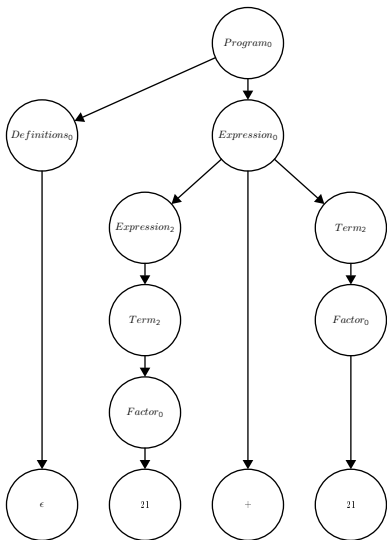 Program₀
Definitions₀ Expression₀
Expression₂ Term₂
Term₂ Factor₀
Factor₀
ϵ 21 + 21